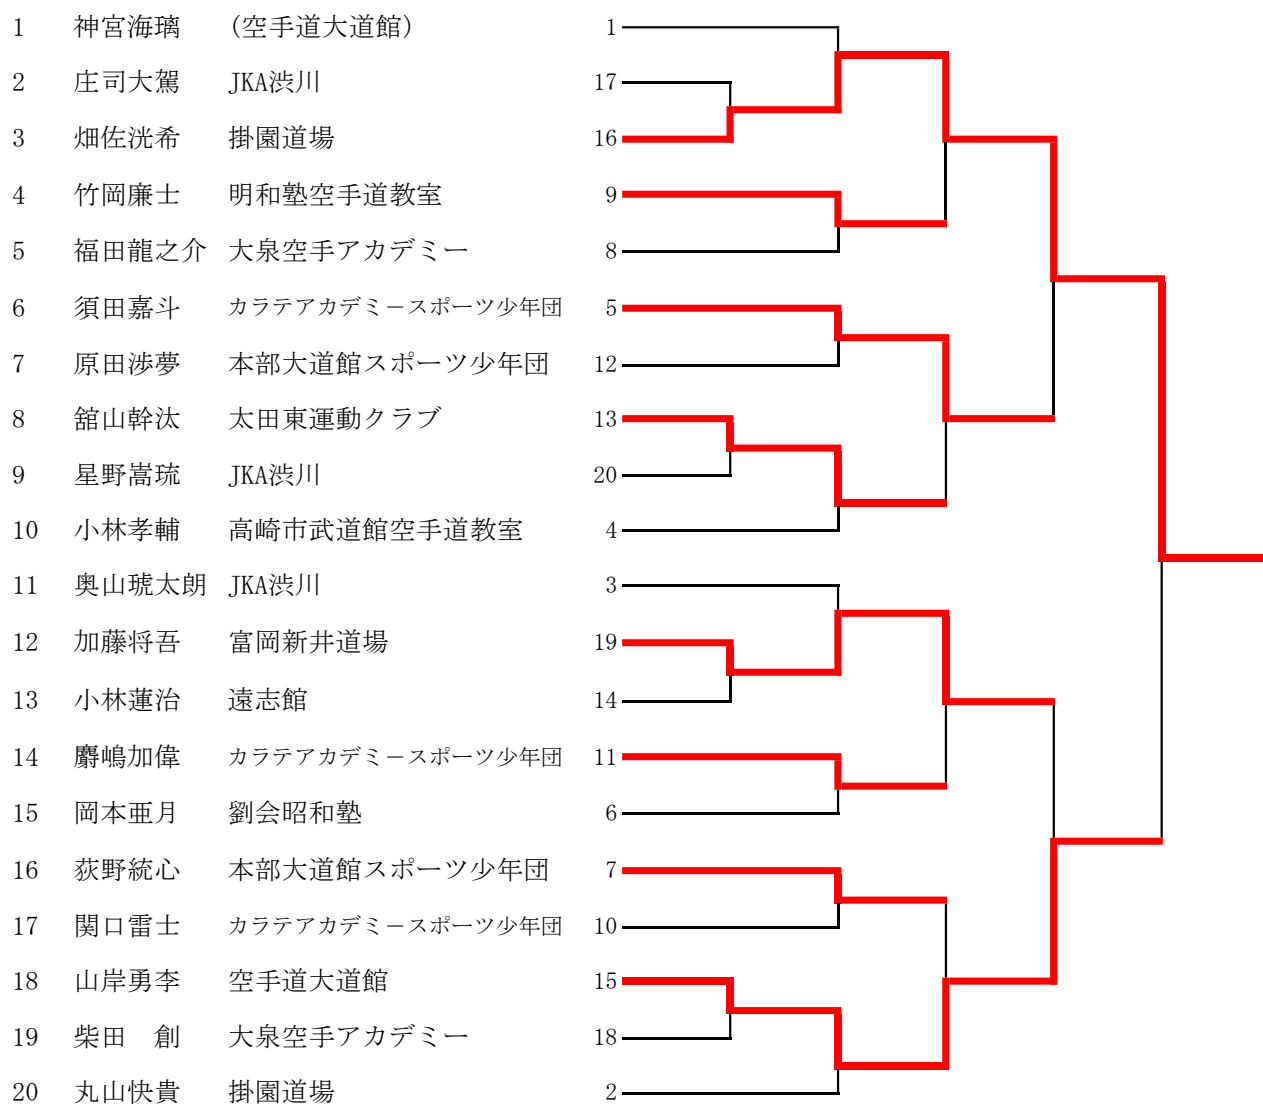 1 神宮海璃 (空手道大道館) 1
2 庄司大駕 JKA渋川 17
3 畑佐洸希 掛園道場 16
4 竹岡廉士 明和塾空手道教室 9
5 福田龍之介 大泉空手アカデミー 8
6 須田嘉斗 カラテアカデミースポーツ少年団 5
7 原田渉夢 本部大道館スポーツ少年団 12
8 舘山幹汰 太田東運動クラブ 13
9 星野嵩琉 JKA渋川 20
10 小林孝輔 高崎市武道館空手道教室 4
11 奥山琥太朗 JKA渋川 3
12 加藤将吾 富岡新井道場 19
13 小林蓮治 遠志館 14
14 麝嶋加偉 カラテアカデミースポーツ少年団 11
15 岡本亜月 劉会昭和塾 6
16 荻野統心 本部大道館スポーツ少年団 7
17 関口雷士 カラテアカデミースポーツ少年団 10
18 山岸勇李 空手道大道館 15
19 柴田 創 大泉空手アカデミー 18
20 丸山快貴 掛園道場 2